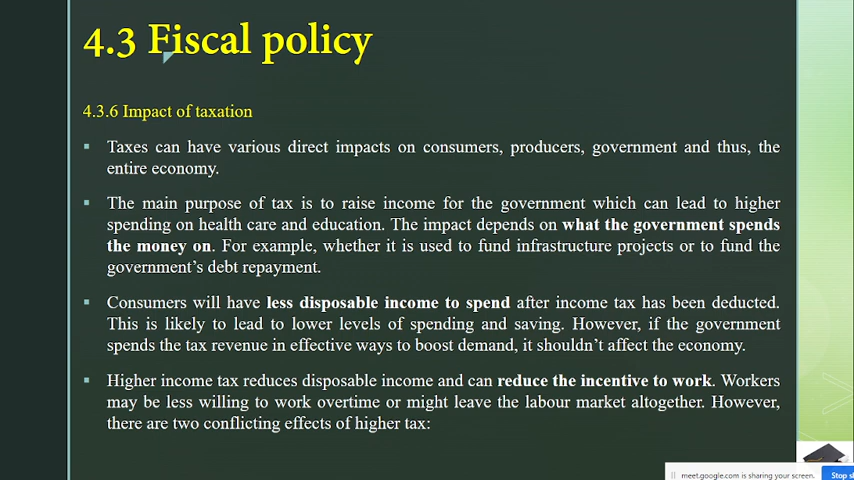 4.3 Fiscal policy
4.3.6 Impact of taxation
Taxes can have various direct impacts on consumers, producers, government and thus, the
entire economy.
The main purpose of tax is to raise income for the government which can lead to higher
spending on health care and education. The impact depends on what the government spends
the money on. For example, whether it is used to fund infrastructure projects or to fund the
government’s debt repayment.
Consumers will have less disposable income to spend after income tax has been deducted.
This is likely to lead to lower levels of spending and saving. However, if the government
spends the tax revenue in effective ways to boost demand, it shouldn’t affect the economy.
Higher income tax reduces disposable income and can reduce the incentive to work. Workers
may be less willing to work overtime or might leave the labour market altogether. However,
there are two conflicting effects of higher tax:
meet.google.com is sharing your screen.
Stop